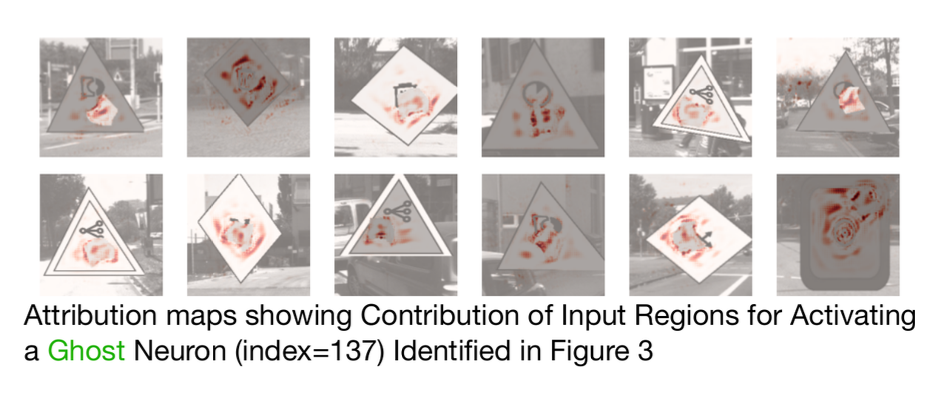 Attribution maps showing Contribution of Input Regions for Activating
a Ghost Neuron (index=137) Identified in Figure 3